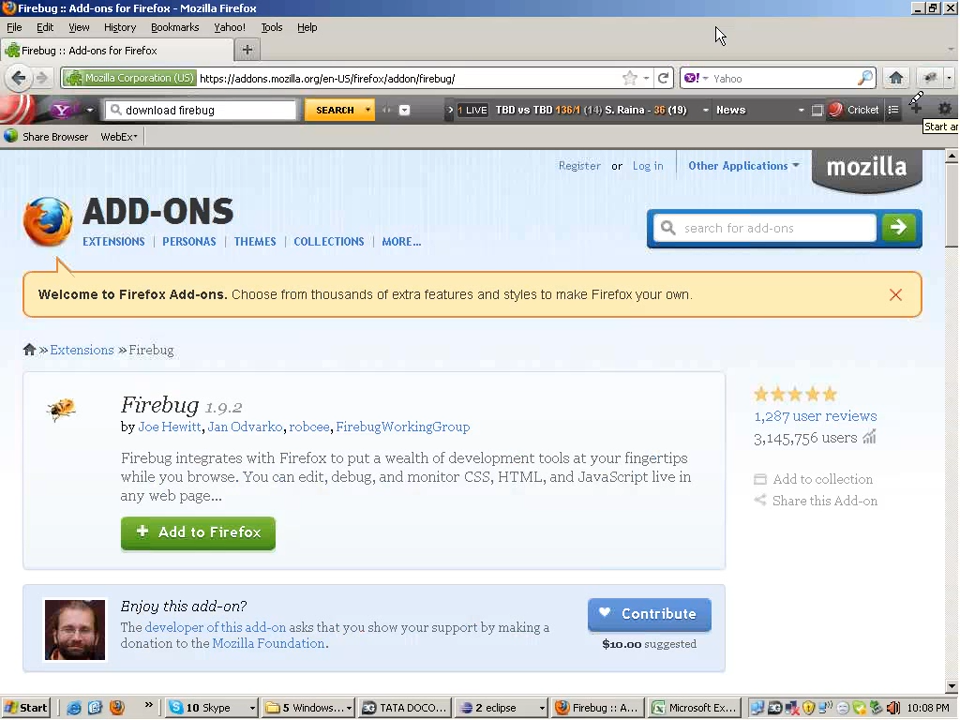 Firebug :: Add-ons for Firefox - Mozilla Firefox
File Edit View History Bookmarks Yahoo! Tools Help
Firebug :: Add-ons for Firefox
Mozilla Corporation (US) https://addons.mozilla.org/en-US/firefox/addon/firebug/ Yahoo
download firebug SEARCH 1 LIVE TBD vs TBD 136/1 (14) S. Raina - 36 (19) News Cricket
Share Browser WebEx
Start an
Register or Log in Other Applications mozilla
ADD-ONS
EXTENSIONS PERSONAS THEMES COLLECTIONS MORE...
search for add-ons
Welcome to Firefox Add-ons. Choose from thousands of extra features and styles to make Firefox your own.
» Extensions » Firebug
Firebug 1.9.2
by Joe Hewitt, Jan Odvarko, robcee, FirebugWorkingGroup
Firebug integrates with Firefox to put a wealth of development tools at your fingertips
while you browse. You can edit, debug, and monitor CSS, HTML, and JavaScript live in
any web page...
+ Add to Firefox
1,287 user reviews
3,145,756 users
Add to collection
Share this Add-on
Enjoy this add-on?
The developer of this add-on asks that you show your support by making a
donation to the Mozilla Foundation.
Contribute
$10.00 suggested
Start » 10 Skype 5 Windows... TATA DOCO... 2 eclipse Firebug :: A... Microsoft Ex... 10:08 PM